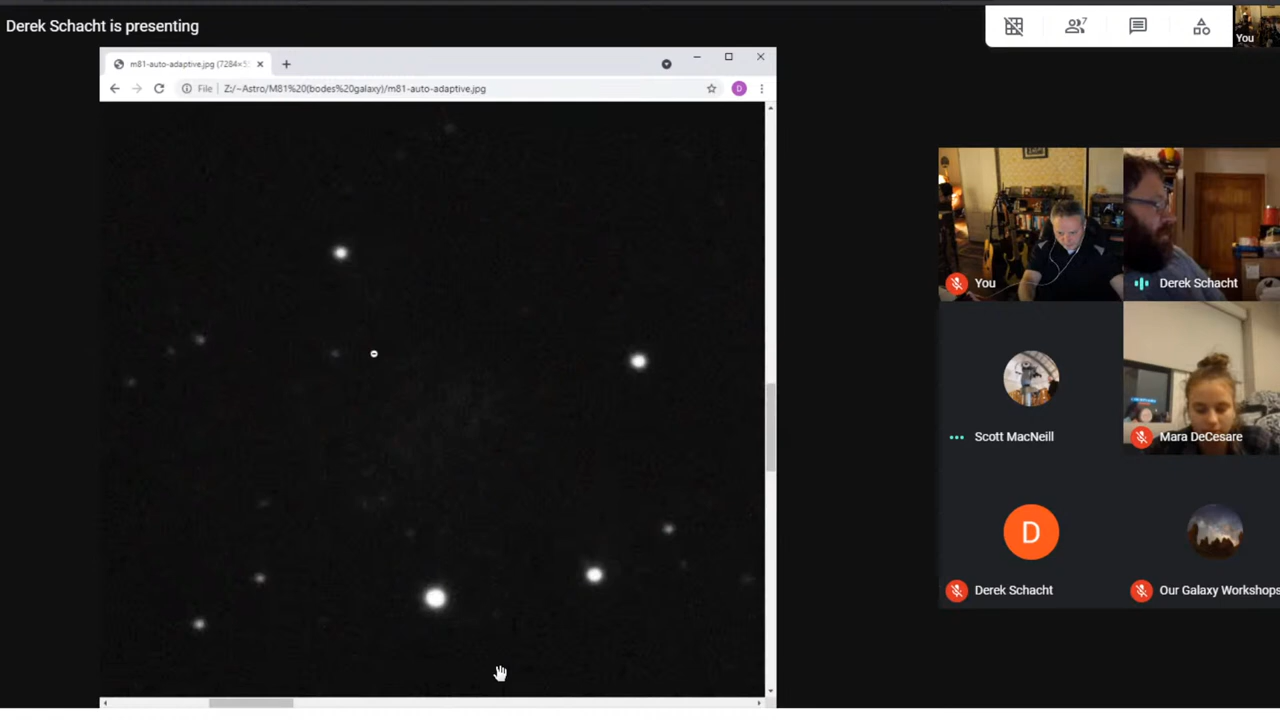 Derek Schacht is presenting
7
You
m81-auto-adaptive.jpg (7284×5
File
Z:/~Astro/M81%20(bodes%20galaxy)/m81-auto-adaptive.jpg
D
You
Derek Schacht
Scott MacNeill
Mara DeCesare
D
Derek Schacht
Our Galaxy Workshops